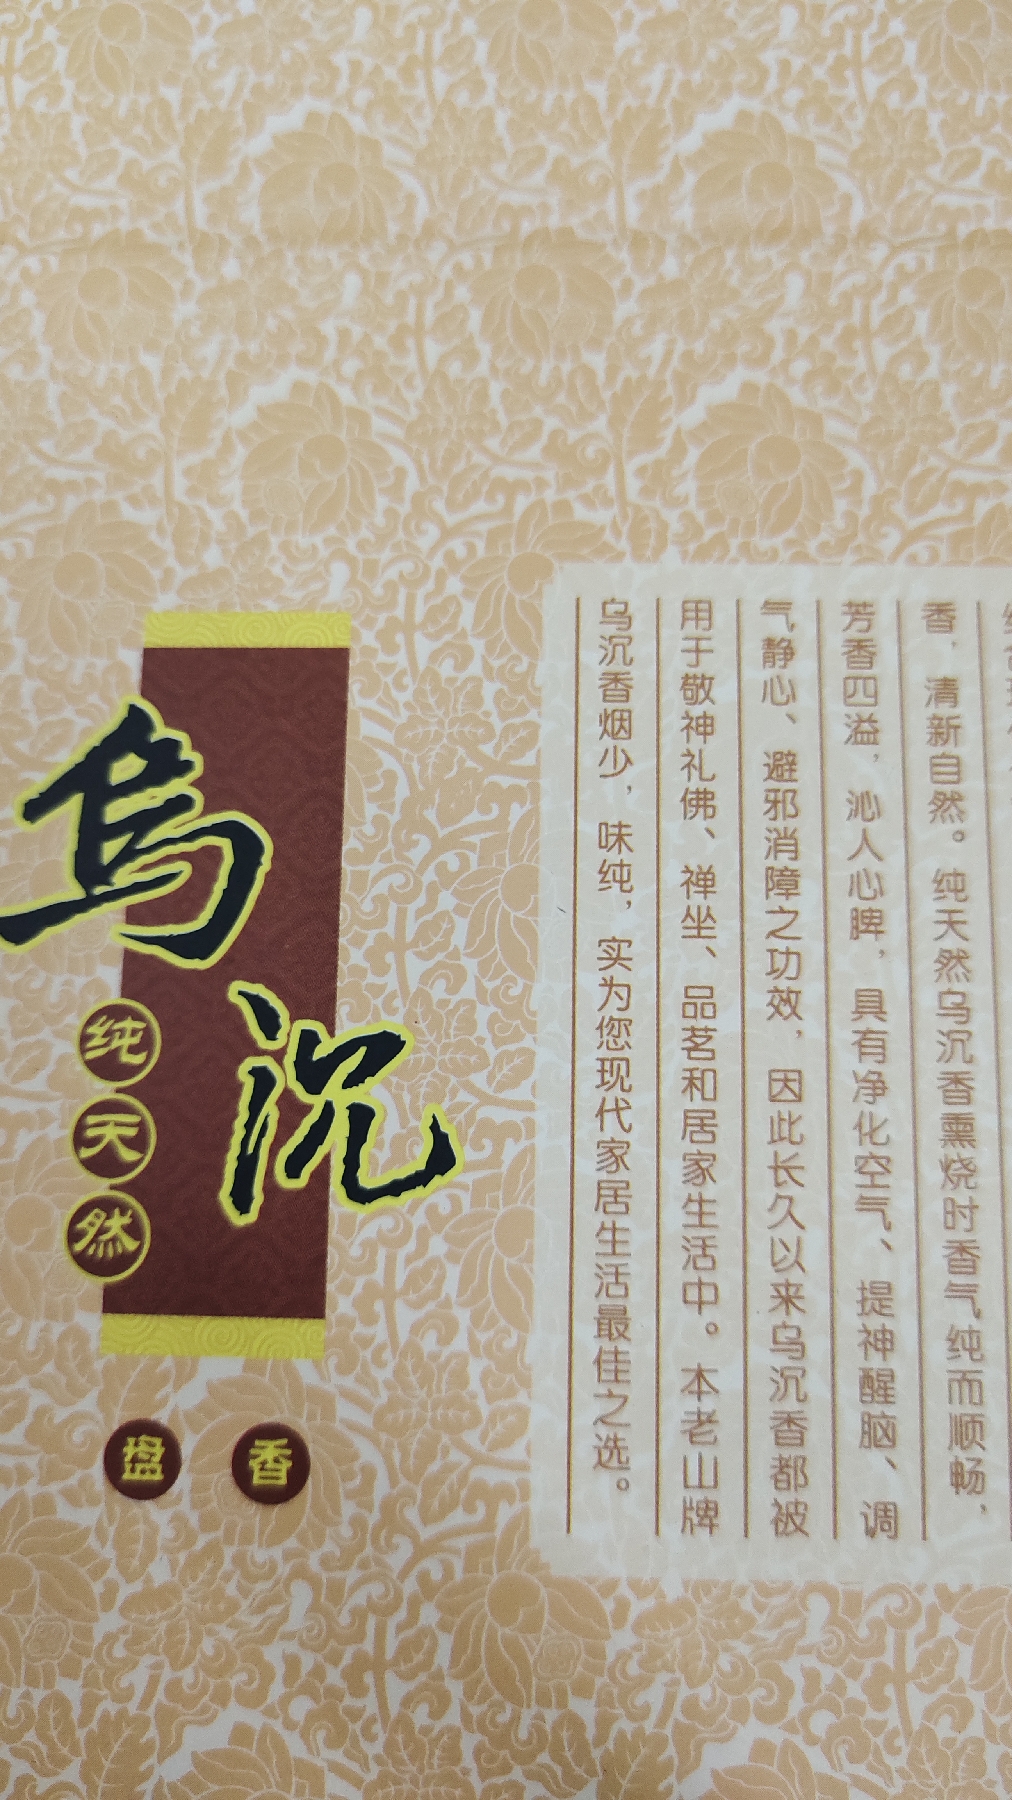 香，清新自然。纯天然乌沉香熏烧时香气纯而顺畅，
芳香四溢，沁人心脾，具有净化空气、提神醒脑、调
气静心、避邪消障之功效，因此长久以来乌沉香都被
用于敬神礼佛、禅坐、品茗和居家生活中。本老山牌
乌沉香烟少，味纯，实为您现代家居生活最佳之选。
乌沉
纯天然
盘香